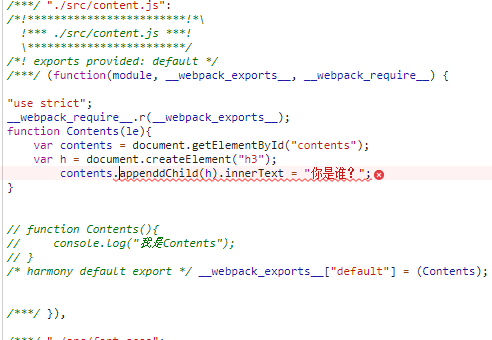 /***/ "./src/content.js":
/*!************************!*\
  !*** ./src/content.js ***!
  \************************/
/*! exports provided: default */
/***/ (function(module, __webpack_exports__, __webpack_require__) {
"use strict";
__webpack_require__.r(__webpack_exports__);
function Contents(le){
    var contents = document.getElementById("contents");
    var h = document.createElement("h3");
        contents.appenddChild(h).innerText = "你是谁？";
}
// function Contents(){
//     console.log("我是Contents");
// }
/* harmony default export */ __webpack_exports__["default"] = (Contents);
/***/ }),